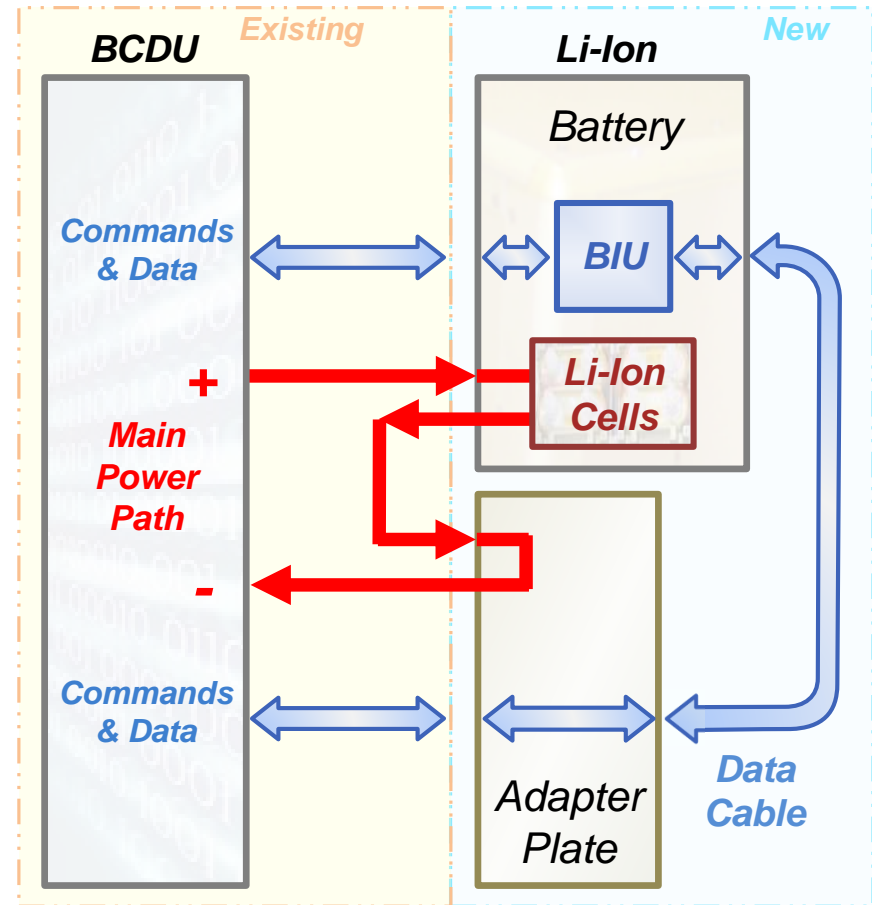 Existing
New
BCDU
Li-Ion
Battery
Commands
& Data
BIU
+
Main
Power
Path
-
Li-Ion
Cells
Commands
& Data
Adapter
Plate
Data
Cable